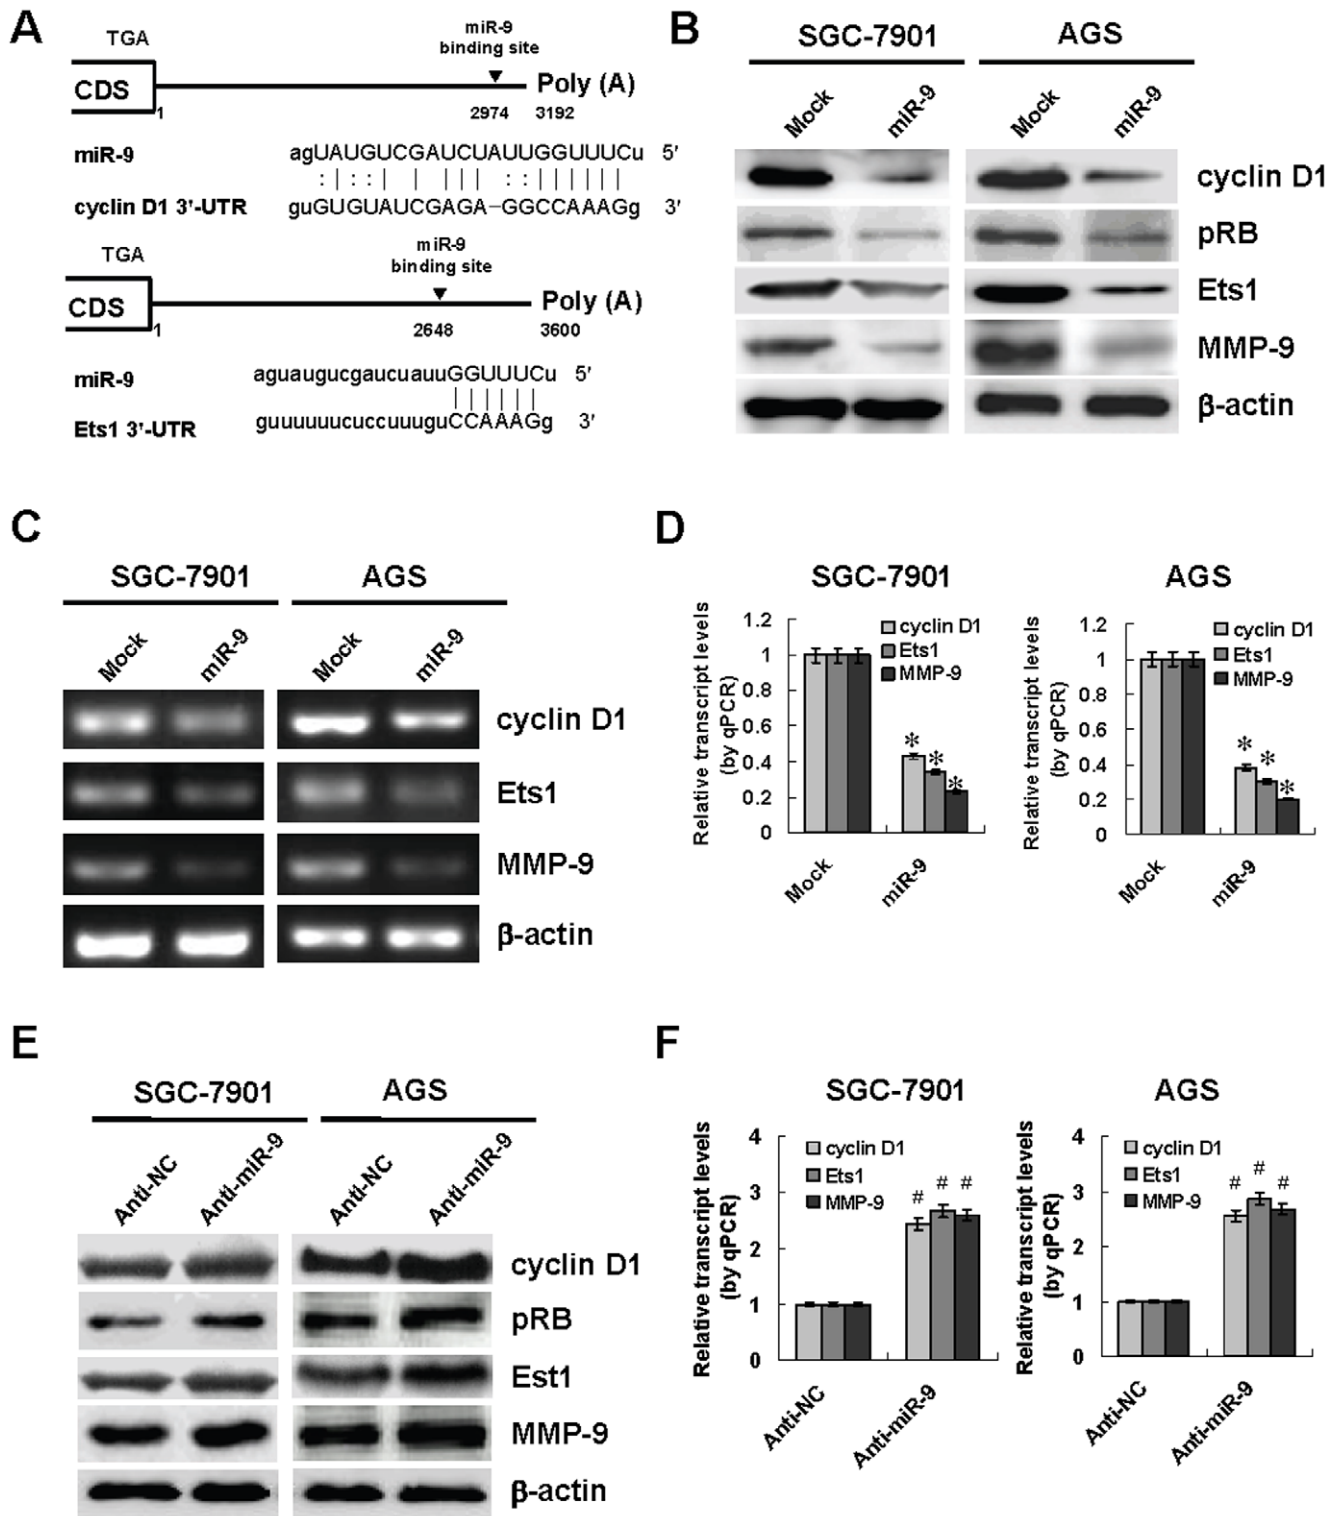 A
TGA
miR-9
binding site
CDS
Poly (A)
1
2974
3192
miR-9
agUAUGUCGAUCUAUUGGUUUCu 5'
cyclin D1 3'-UTR
guGUGUAUCGAGA-GGCCAAAGg 3'
TGA
miR-9
binding site
CDS
Poly (A)
1
2648
3600
miR-9
aguaugucgaucuauuGGUUUCu 5'
Ets1 3'-UTR
guuuuuucuccuuuguCCAAAGg 3'
B
SGC-7901
AGS
Mock
miR-9
Mock
miR-9
cyclin D1
pRB
Ets1
MMP-9
β-actin
C
SGC-7901
AGS
Mock
miR-9
Mock
miR-9
cyclin D1
Ets1
MMP-9
β-actin
D
SGC-7901
Relative transcript levels
(by qPCR)
1.2
1
0.8
0.6
0.4
0.2
0
cyclin D1
Ets1
MMP-9
*
*
*
Mock
miR-9
AGS
Relative transcript levels
(by qPCR)
1.2
1
0.8
0.6
0.4
0.2
0
cyclin D1
Ets1
MMP-9
*
*
*
Mock
miR-9
E
SGC-7901
AGS
Anti-NC
Anti-miR-9
Anti-NC
Anti-miR-9
cyclin D1
pRB
Est1
MMP-9
β-actin
F
SGC-7901
Relative transcript levels
(by qPCR)
4
3
2
1
0
cyclin D1
Ets1
MMP-9
# # #
Anti-NC
Anti-miR-9
AGS
Relative transcript levels
(by qPCR)
4
3
2
1
0
cyclin D1
Ets1
MMP-9
# # #
Anti-NC
Anti-miR-9